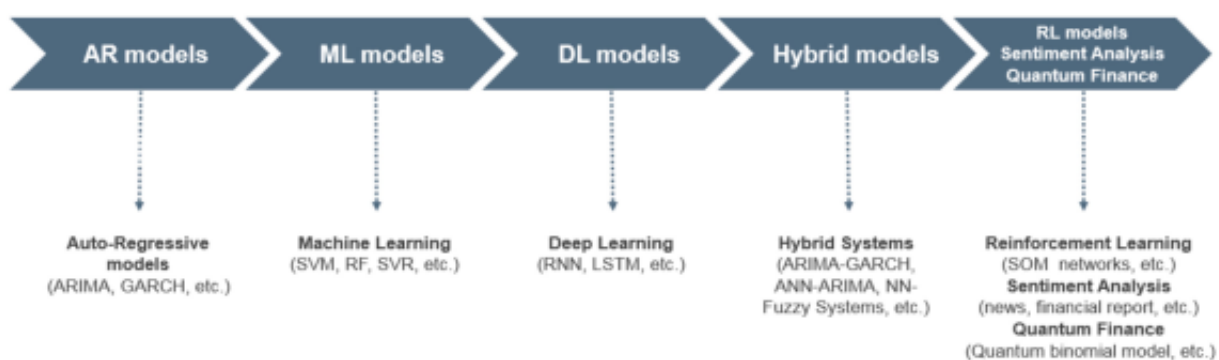 AR models
ML models
DL models
Hybrid models
RL models
Sentiment Analysis
Quantum Finance
Auto-Regressive
models
(ARIMA, GARCH, etc.)
Machine Learning
(SVM, RF, SVR, etc.)
Deep Learning
(RNN, LSTM, etc.)
Hybrid Systems
(ARIMA-GARCH,
ANN-ARIMA, NN-
Fuzzy Systems, etc.)
Reinforcement Learning
(SOM networks, etc.)
Sentiment Analysis
(news, financial report, etc.)
Quantum Finance
(Quantum binomial model, etc.)